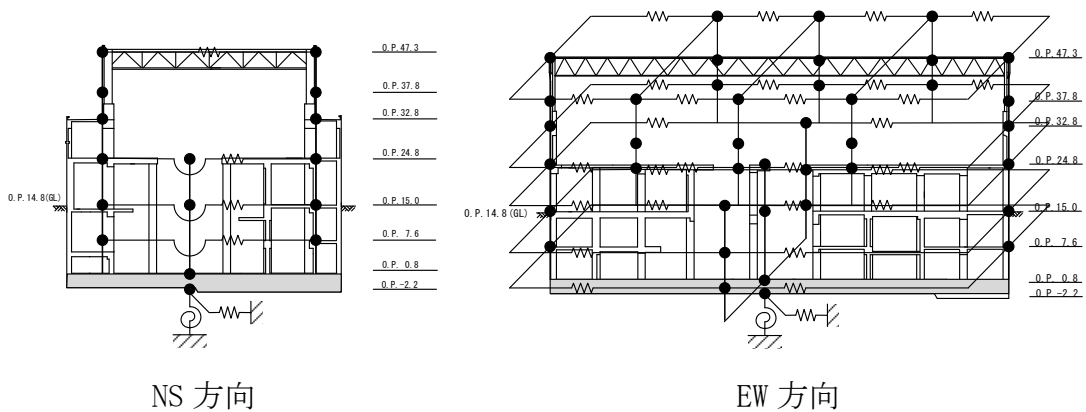 O.P.47.3
O.P.37.8
O.P.32.8
O.P.24.8
O.P.14.8(GL)
O.P.15.0
O.P. 7.6
O.P. 0.8
O.P.-2.2
NS 方向
O.P.47.3
O.P.37.8
O.P.32.8
O.P.24.8
O.P.14.8(GL)
O.P.15.0
O.P. 7.6
O.P. 0.8
O.P.-2.2
EW 方向